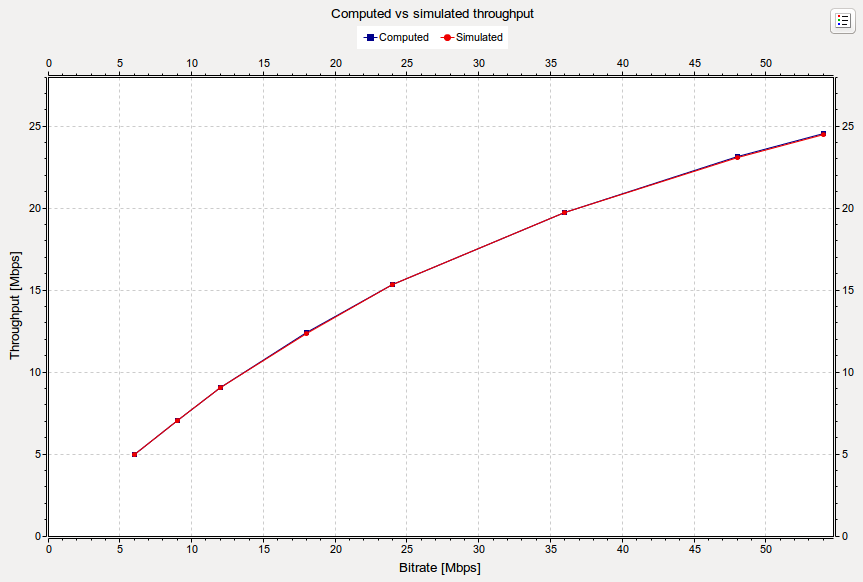 Computed vs simulated throughput
Computed Simulated
0 5 10 15 20 25 30 35 40 45 50
25 25
20 20
15 15
10 10
5 5
0 0
Throughput [Mbps]
0 5 10 15 20 25 30 35 40 45 50
Bitrate [Mbps]